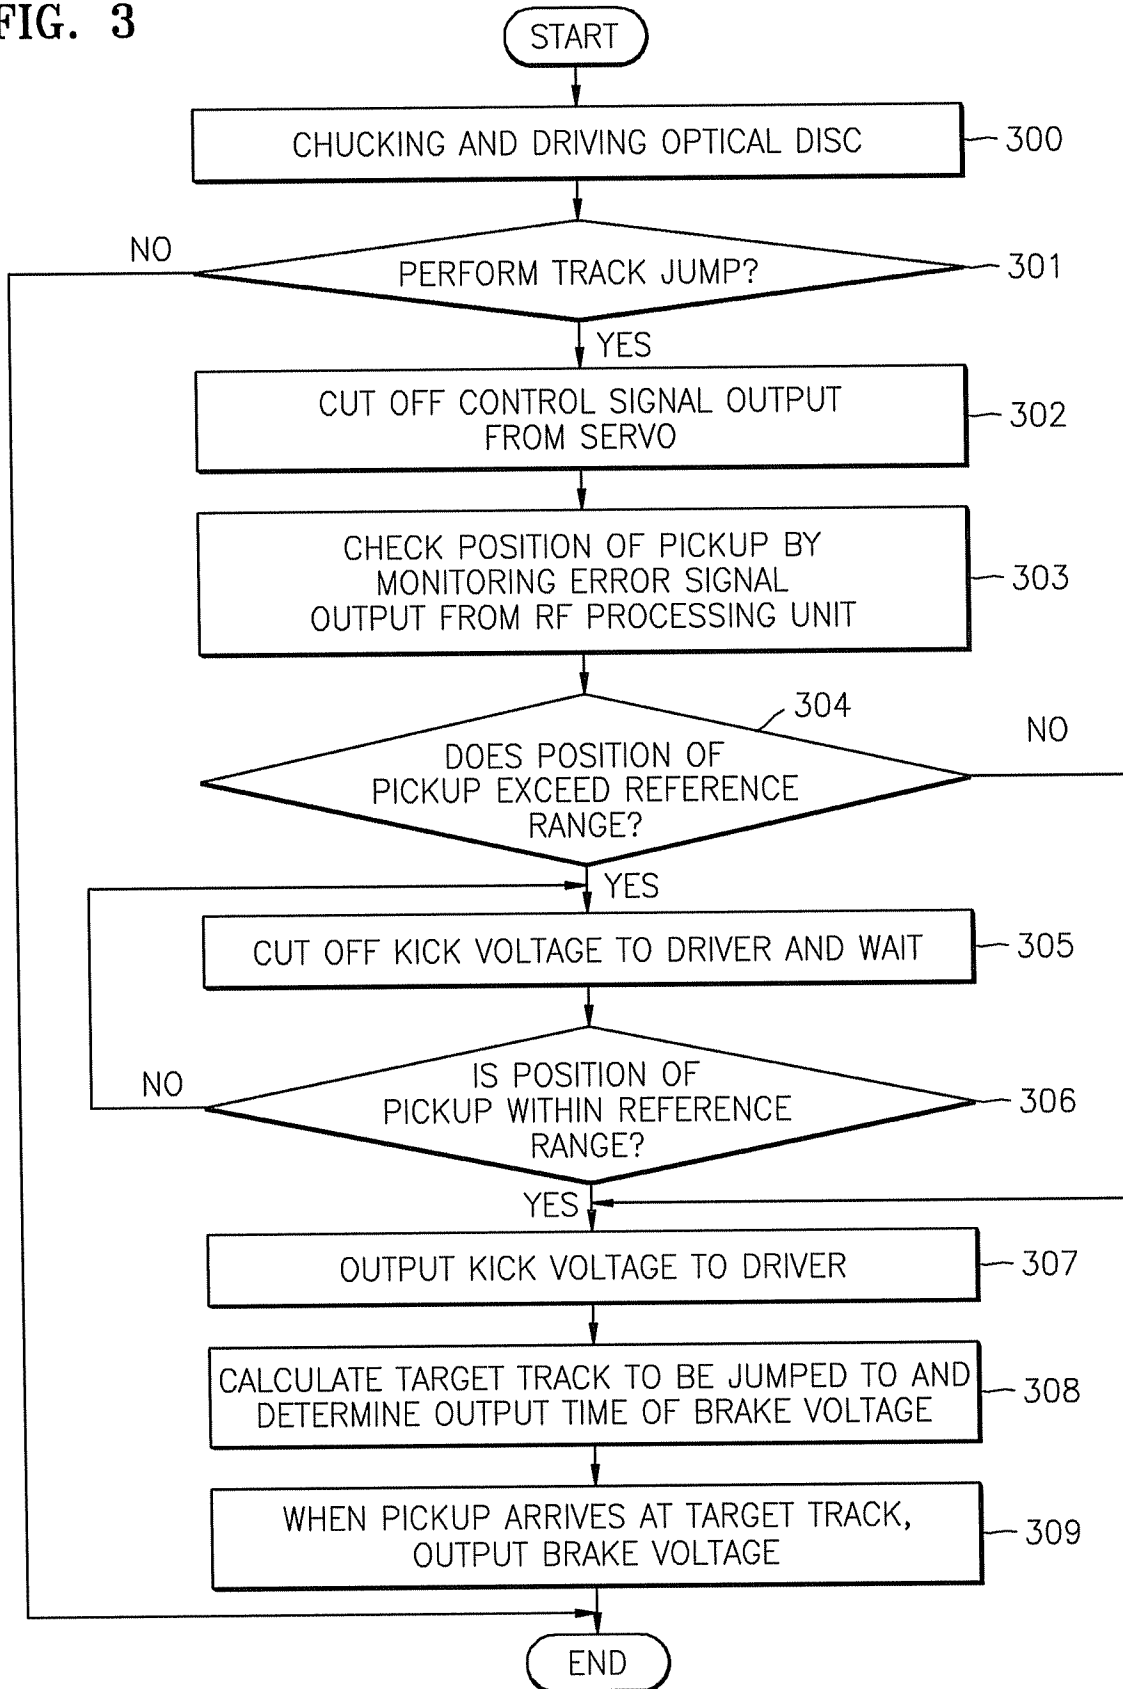 FIG. 3
START
CHUCKING AND DRIVING OPTICAL DISC
300
NO
PERFORM TRACK JUMP?
301
YES
CUT OFF CONTROL SIGNAL OUTPUT
FROM SERVO
302
CHECK POSITION OF PICKUP BY
MONITORING ERROR SIGNAL
OUTPUT FROM RF PROCESSING UNIT
303
304
NO
DOES POSITION OF
PICKUP EXCEED REFERENCE
RANGE?
YES
CUT OFF KICK VOLTAGE TO DRIVER AND WAIT
305
NO
IS POSITION OF
PICKUP WITHIN REFERENCE
RANGE?
306
YES
OUTPUT KICK VOLTAGE TO DRIVER
307
CALCULATE TARGET TRACK TO BE JUMPED TO AND
DETERMINE OUTPUT TIME OF BRAKE VOLTAGE
308
WHEN PICKUP ARRIVES AT TARGET TRACK,
OUTPUT BRAKE VOLTAGE
309
END